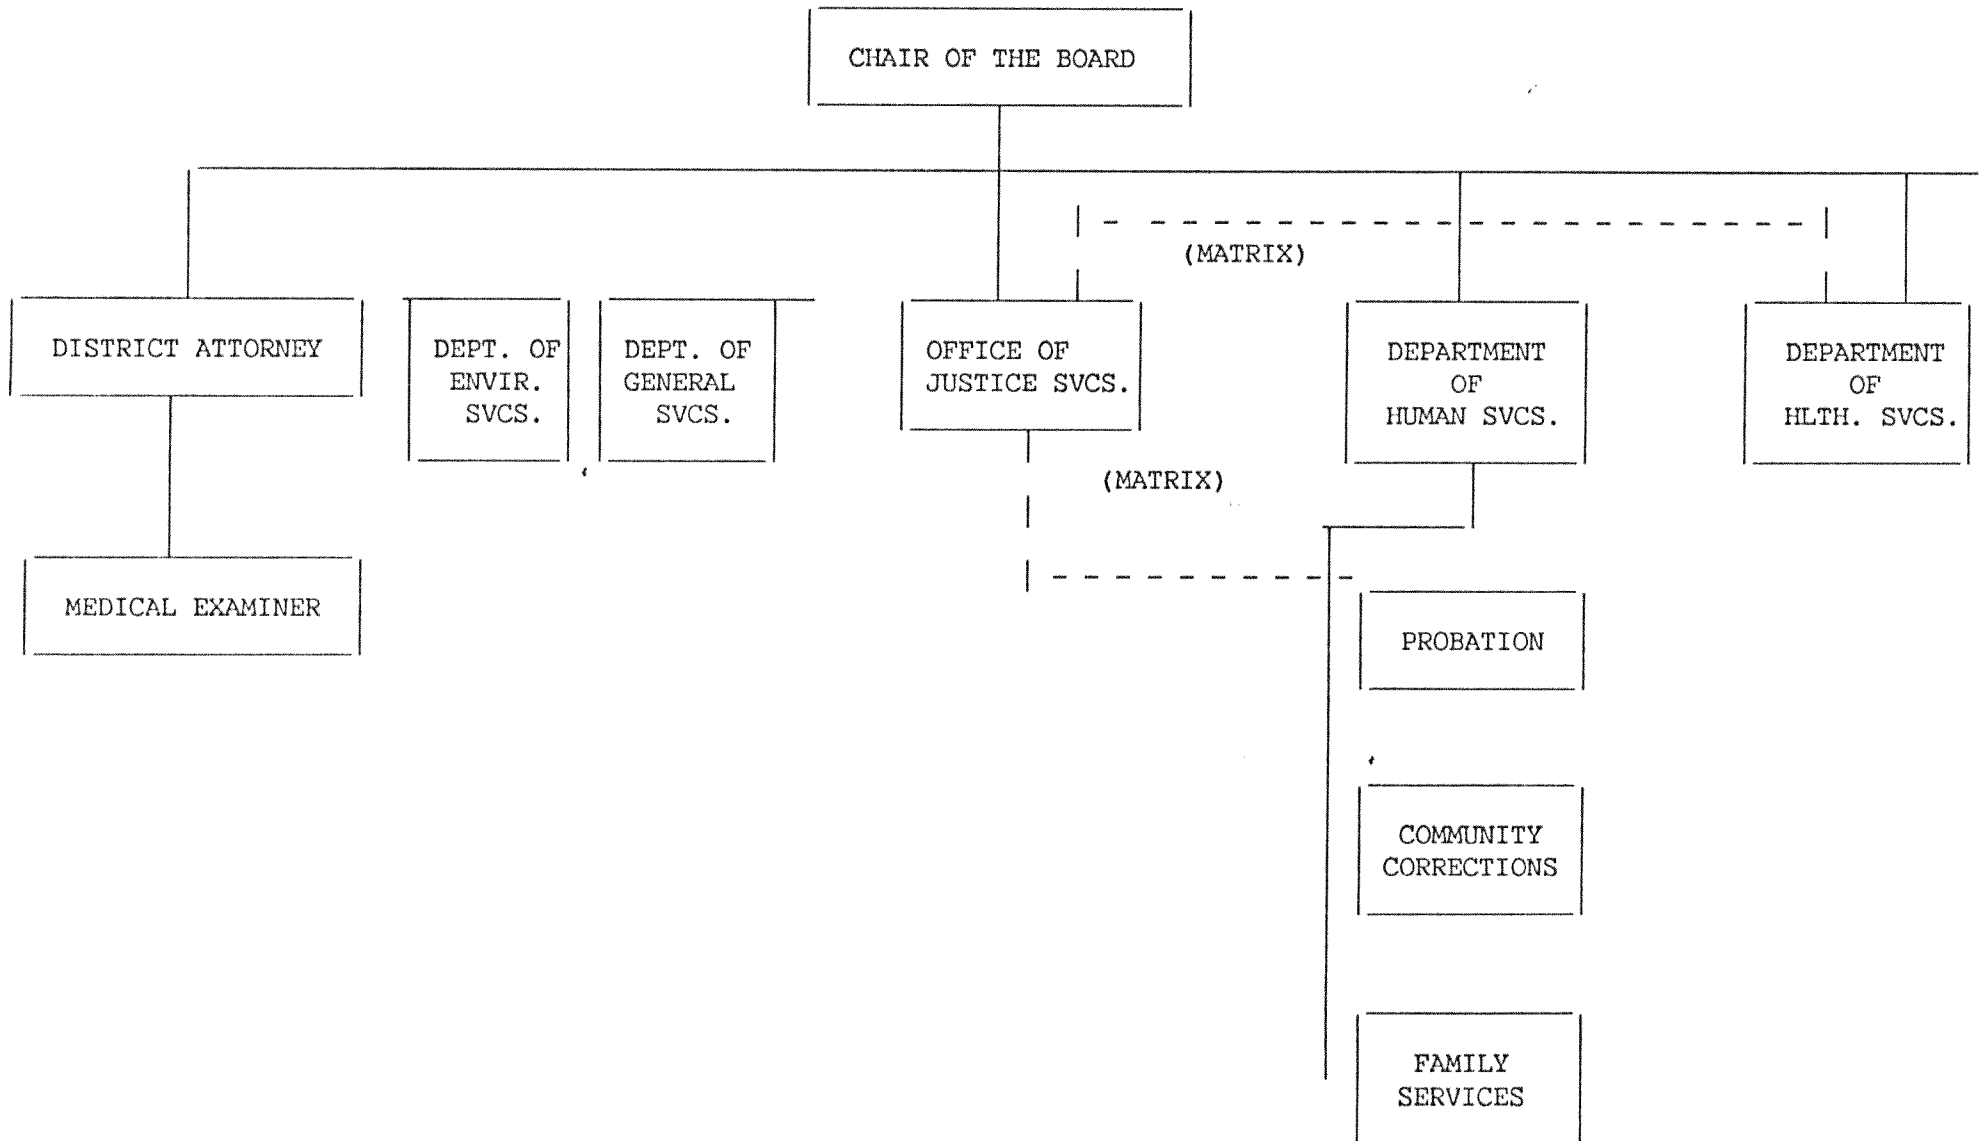 CHAIR OF THE BOARD
(MATRIX)
DISTRICT ATTORNEY
DEPT. OF
ENVIR.
SVCS.
DEPT. OF
GENERAL
SVCS.
OFFICE OF
JUSTICE SVCS.
DEPARTMENT
OF
HUMAN SVCS.
DEPARTMENT
OF
HLTH. SVCS.
(MATRIX)
MEDICAL EXAMINER
PROBATION
COMMUNITY
CORRECTIONS
FAMILY
SERVICES